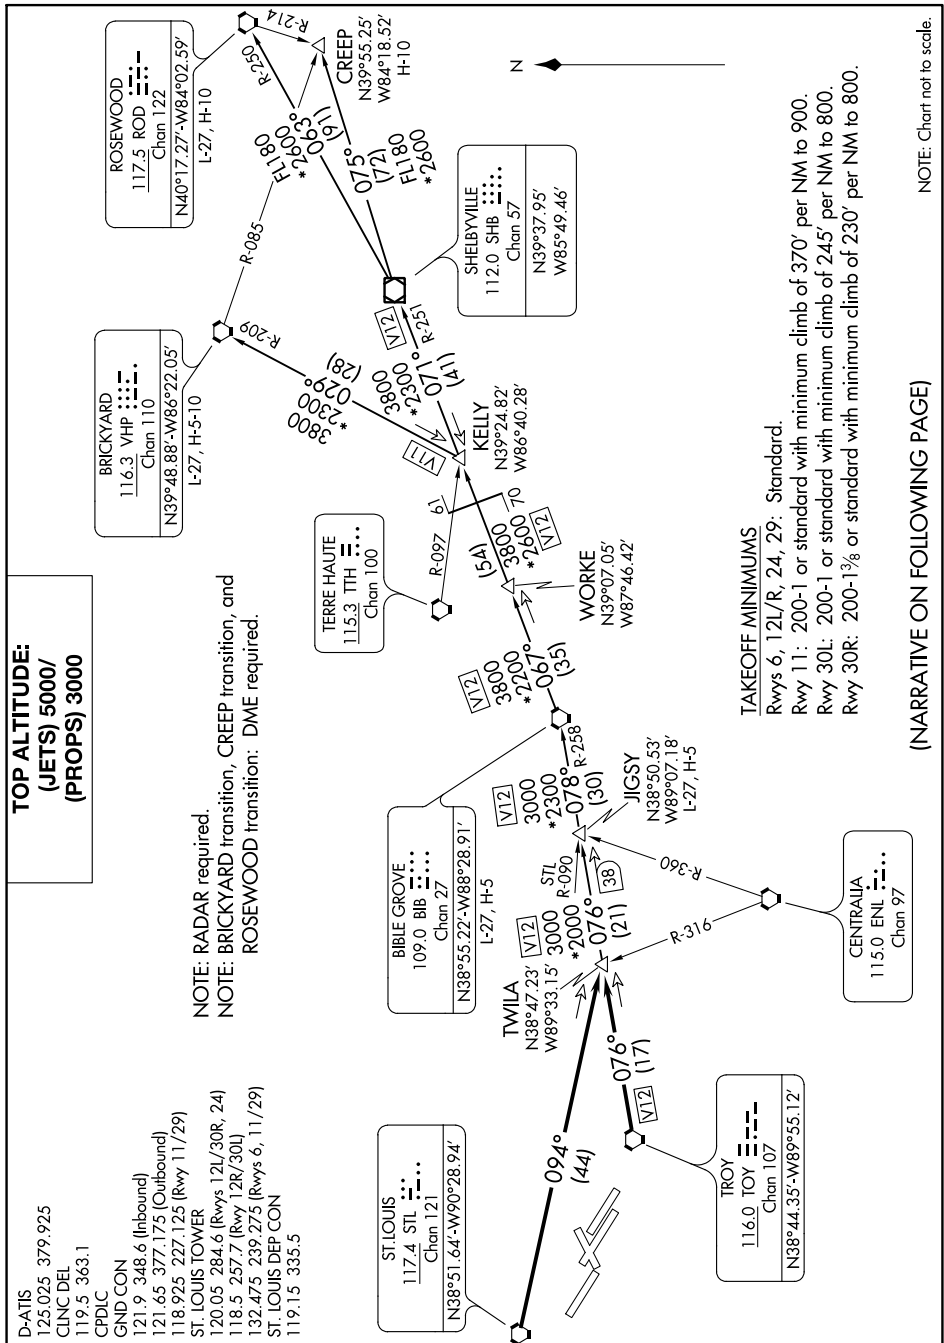 TOP ALTITUDE:
(JETS) 5000/
(PROPS) 3000
D-ATIS
125.025 379.925
CLNC DEL
119.5 363.1
CPDLC
GND CON
121.9 348.6 (Inbound)
121.65 377.175 (Outbound)
118.925 227.125 (Rwy 11/29)
ST. LOUIS TOWER
120.05 284.6 (Rwys 12L/30R, 24)
118.5 257.7 (Rwy 12R/30L)
132.475 239.275 (Rwys 6, 11/29)
ST. LOUIS DEP CON
119.15 335.5
NOTE: RADAR required.
NOTE: BRICKYARD transition, CREEP transition, and
ROSEWOOD transition: DME required.
ST. LOUIS
117.4 STL
Chan 121
N38°51.64'-W90°28.94'
094°
(44)
TROY
116.0 TOY
Chan 107
N38°44.35'-W89°55.12'
V12
076°
(17)
TWILA
N38°47.23'
W89°33.15'
V12
3000
*2000
076°
(21)
STL
R-090
38
R-316
R-360
CENTRALIA
115.0 ENL
Chan 97
JIGSY
N38°50.53'
W89°07.18'
L-27, H-5
V12
3000
*2300
078°
(30)
R-258
BIBLE GROVE
109.0 BIB
Chan 27
N38°55.22'-W88°28.91'
L-27, H-5
V12
3800
*2200
067°
(35)
WORKE
N39°07.05'
W87°46.42'
(54)
3800
*2600
V12
61
70
TERRE HAUTE
115.3 TTH
Chan 100
R-097
KELLY
N39°24.82'
W86°40.28'
V11
3800
*2300
029°
(28)
R-209
BRICKYARD
116.3 VHP
Chan 110
N39°48.88'-W86°22.05'
L-27, H-5-10
R-085
V12
3800
*2300
071°
(41)
R-251
SHELBYVILLE
112.0 SHB
Chan 57
N39°37.95'
W85°49.46'
FL180
*2600
063°
(91)
R-250
075°
(72)
FL180
*2600
ROSEWOOD
117.5 ROD
Chan 122
N40°17.27'-W84°02.59'
L-27, H-10
R-214
CREEP
N39°55.25'
W84°18.52'
H-10
N
TAKEOFF MINIMUMS
Rwys 6, 12L/R, 24, 29: Standard.
Rwy 11: 200-1 or standard with minimum climb of 370' per NM to 900.
Rwy 30L: 200-1 or standard with minimum climb of 245' per NM to 800.
Rwy 30R: 200-1⅜ or standard with minimum climb of 230' per NM to 800.
(NARRATIVE ON FOLLOWING PAGE)
NOTE: Chart not to scale.